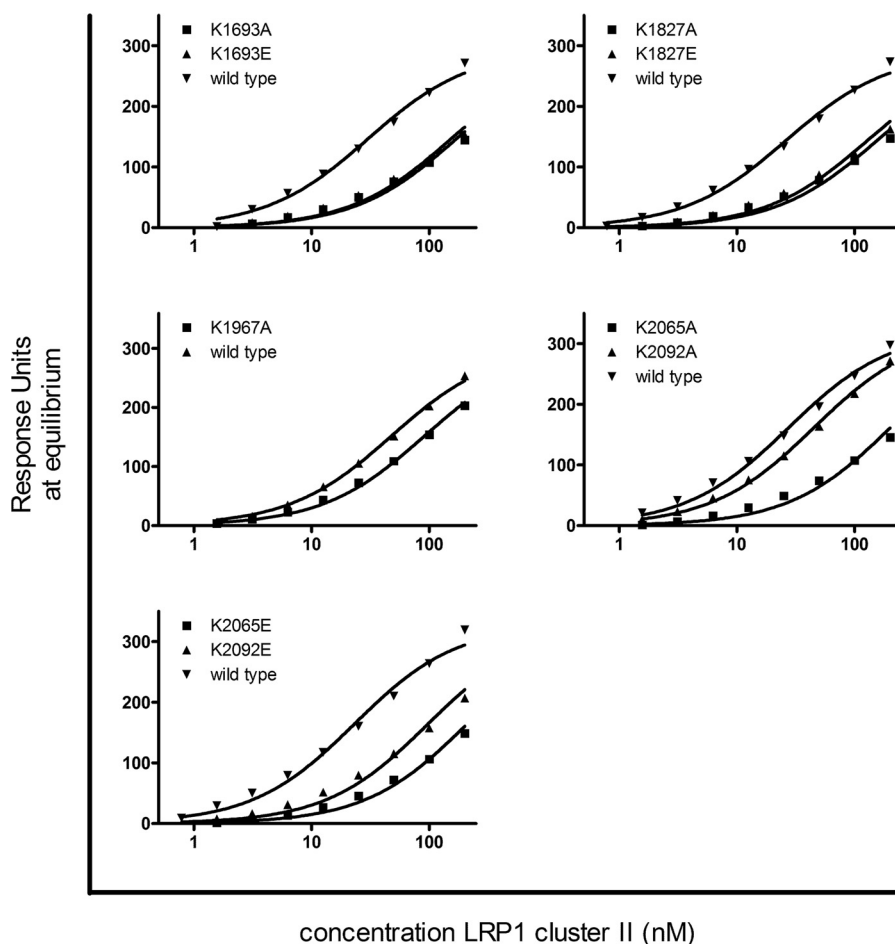 K1693A
K1693E
wild type
300
200
100
0
1 10 100
K1827A
K1827E
wild type
300
200
100
0
1 10 100
K1967A
wild type
300
200
100
0
1 10 100
K2065A
K2092A
wild type
300
200
100
0
1 10 100
K2065E
K2092E
wild type
300
200
100
0
1 10 100
Response Units
at equilibrium
concentration LRP1 cluster II (nM)